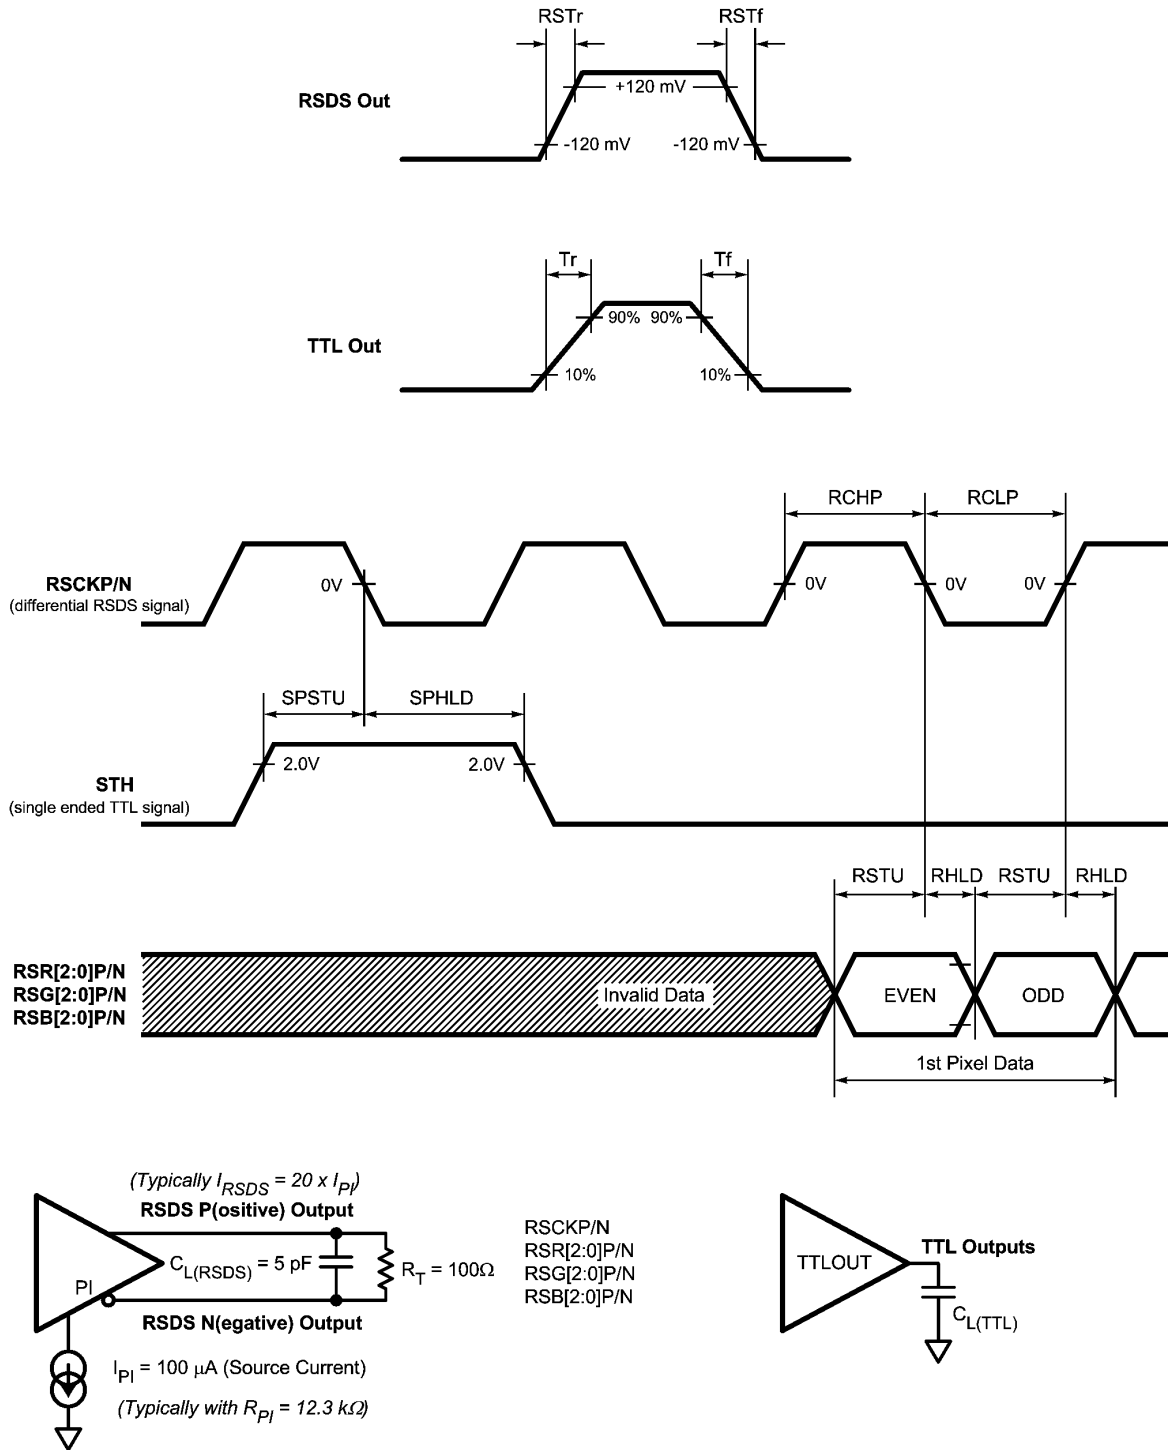 RSTr RSTf
RSDS Out
+120 mV
-120 mV -120 mV
Tr Tf
TTL Out
90% 90%
10% 10%
RCHP RCLP
RSCKP/N
(differential RSDS signal)
0V 0V 0V 0V
SPSTU SPHLD
2.0V 2.0V
STH
(single ended TTL signal)
RSTU RHLD RSTU RHLD
RSR[2:0]P/N
RSG[2:0]P/N
RSB[2:0]P/N
Invalid Data EVEN ODD
1st Pixel Data
(Typically I_RSDS = 20 x I_PI)
RSDS P(ositive) Output
C_L(RSDS) = 5 pF
R_T = 100Ω
PI
RSDS N(egative) Output
I_PI = 100 µA (Source Current)
(Typically with R_PI = 12.3 kΩ)
RSCKP/N
RSR[2:0]P/N
RSG[2:0]P/N
RSB[2:0]P/N
TTLOUT
TTL Outputs
C_L(TTL)